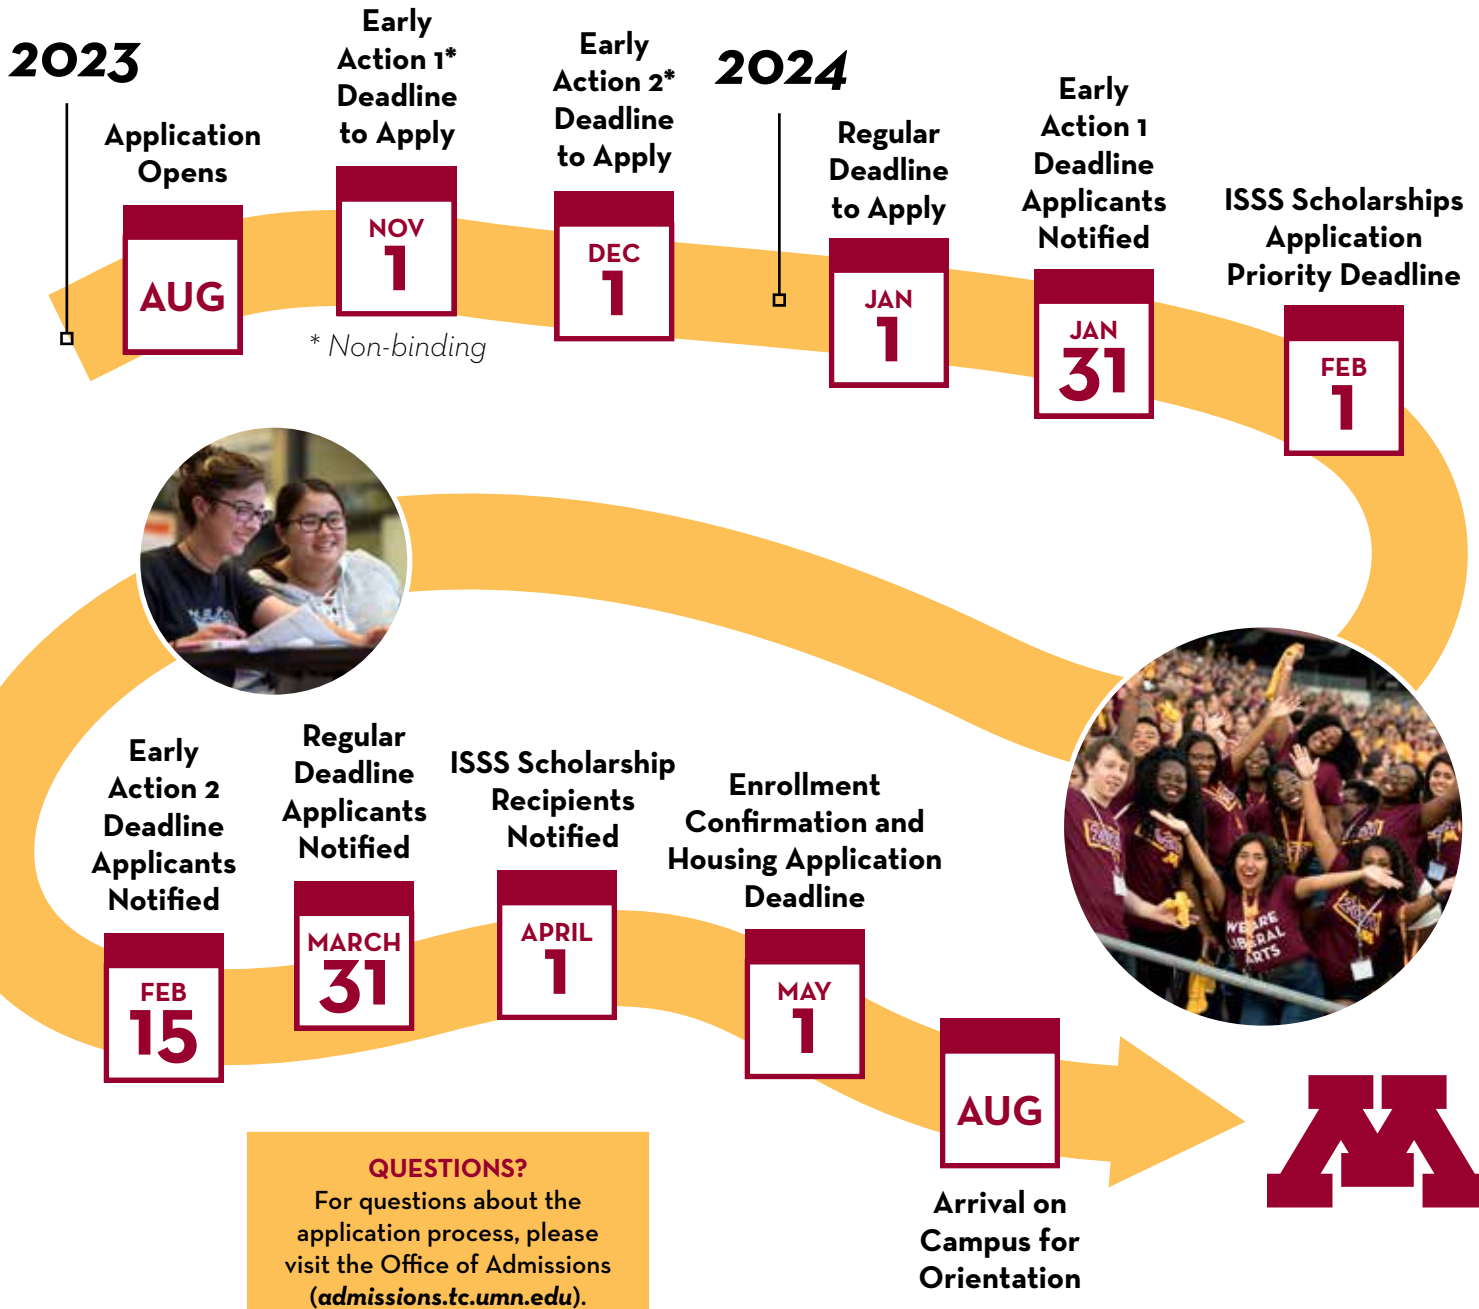 2023
Application
Opens
AUG
Early
Action 1*
Deadline
to Apply
NOV
1
* Non-binding
Early
Action 2*
Deadline
to Apply
DEC
1
2024
Regular
Deadline
to Apply
JAN
1
Early
Action 1
Deadline
Applicants
Notified
JAN
31
ISSS Scholarships
Application
Priority Deadline
FEB
1
Early
Action 2
Deadline
Applicants
Notified
FEB
15
Regular
Deadline
Applicants
Notified
MARCH
31
ISSS Scholarship
Recipients
Notified
APRIL
1
Enrollment
Confirmation and
Housing Application
Deadline
MAY
1
AUG
Arrival on
Campus for
Orientation
WE ARE
LIBERAL
ARTS
M
QUESTIONS?
For questions about the
application process, please
visit the Office of Admissions
(admissions.tc.umn.edu).